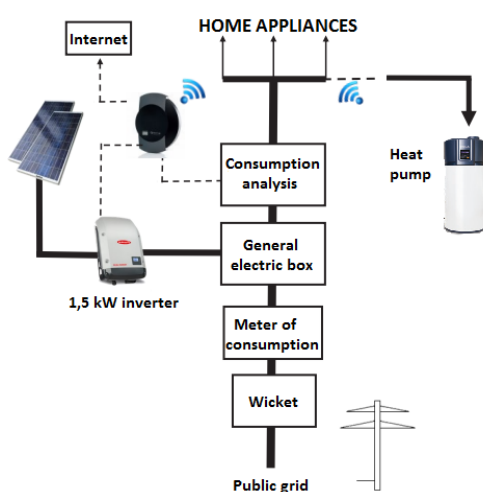 HOME APPLIANCES
Internet
Heat
pump
Consumption
analysis
General
electric box
1,5 kW inverter
Meter of
consumption
Wicket
Public grid